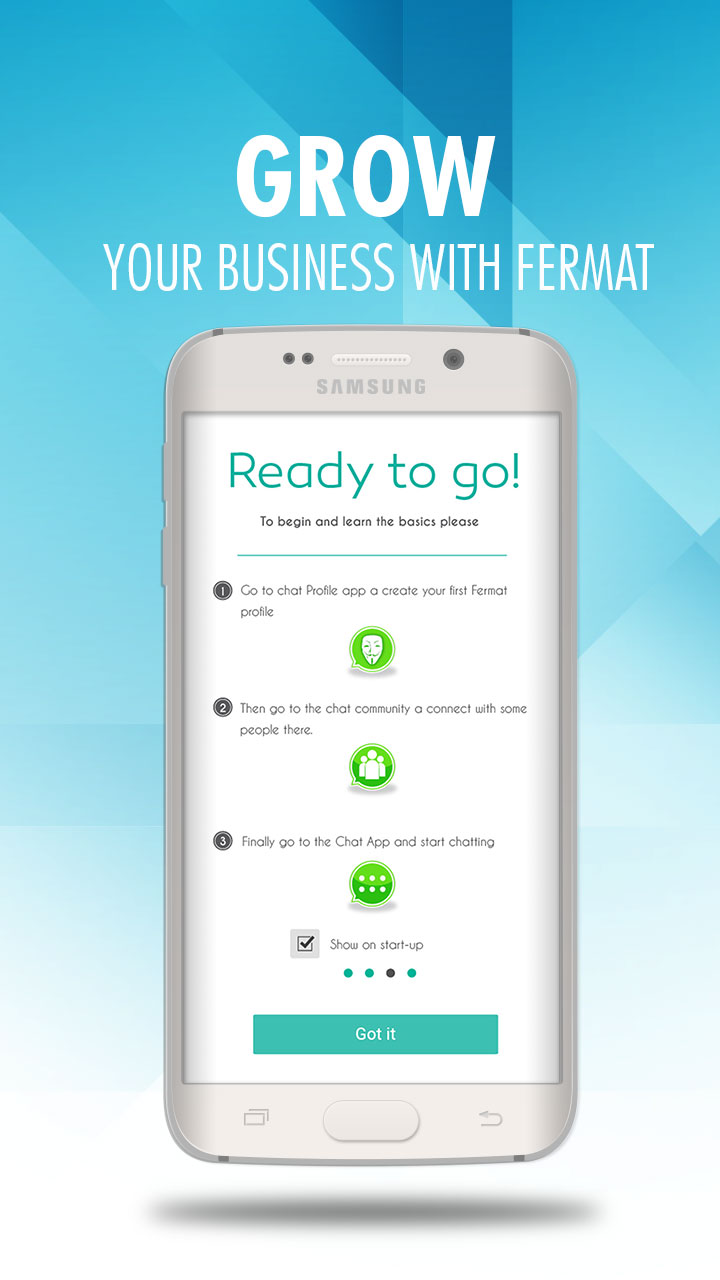 GROW
YOUR BUSINESS WITH FERMAT
SAMSUNG
Ready to go!
To begin and learn the basics please
1 Go to chat Profile app a create your first Fermat
profile
2 Then go to the chat community a connect with some
people there.
3 Finally go to the Chat App and start chatting
Show on start-up
Got it